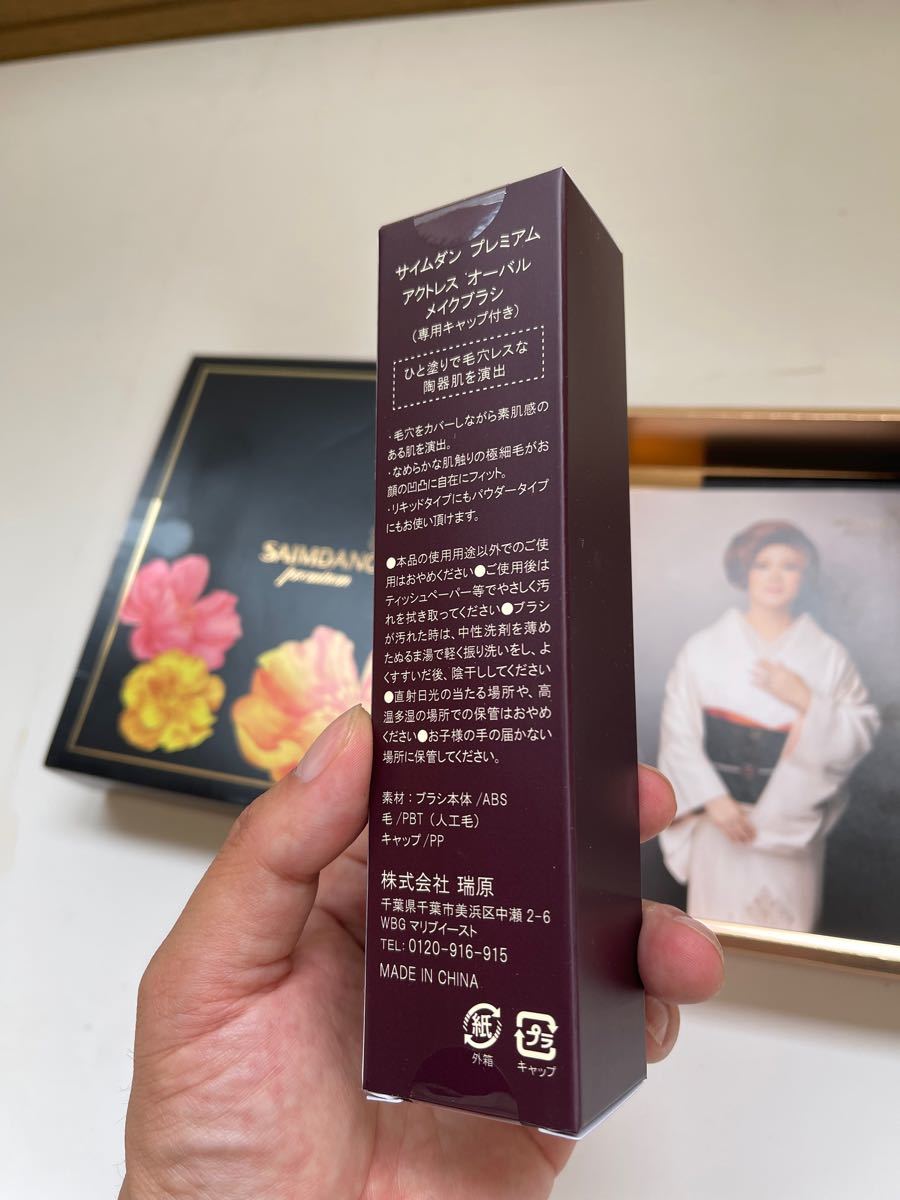 サイムダン プレミアム
アクトレス オーバル
メイクブラシ
(専用キャップ付き)
ひと塗りで毛穴レスな
陶器肌を演出
・毛穴をカバーしながら素肌感の
ある肌を演出。
・なめらかな肌触りの極細毛がお
顔の凹凸に自在にフィット。
・リキッドタイプにもパウダータイプ
にもお使い頂けます。
●本品の使用用途以外でのご使
用はおやめください●ご使用後は
ティッシュペーパー等でやさしく汚
れを拭き取ってください●ブラシ
が汚れた時は、中性洗剤を薄め
たぬるま湯で軽く振り洗いをし、よ
くすすいだ後、陰干ししてください
●直射日光の当たる場所や、高
温多湿の場所での保管はおやめ
ください●お子様の手の届かない
場所に保管してください。
素材：ブラシ本体/ABS
毛/PBT（人工毛）
キャップ/PP
株式会社 瑞原
千葉県千葉市美浜区中瀬2-6
WBG マリブイースト
TEL: 0120-916-915
MADE IN CHINA
紙
外箱
プラ
キャップ
SAIMDANG
premium